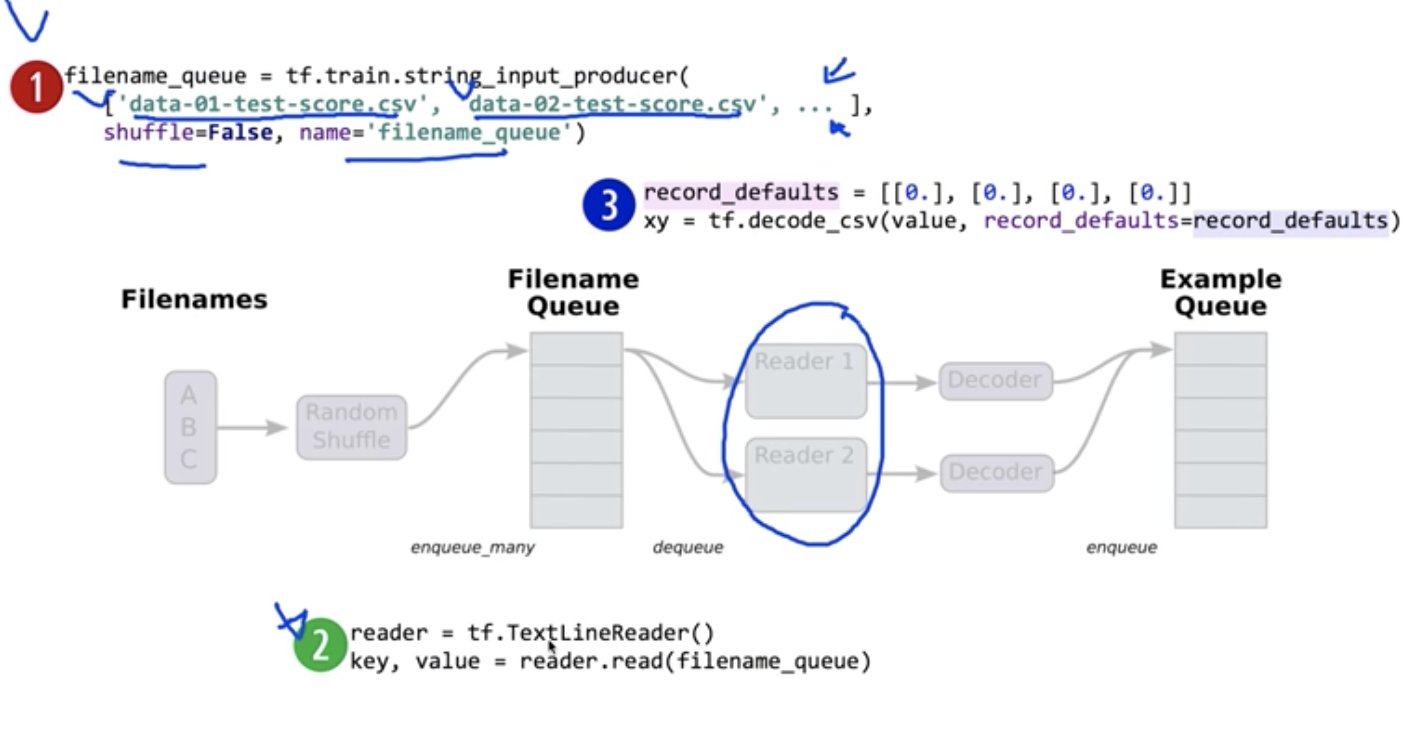 1
filename_queue = tf.train.string_input_producer(
['data-01-test-score.csv', 'data-02-test-score.csv', ... ],
shuffle=False, name='filename_queue')
3
record_defaults = [[0.], [0.], [0.], [0.]]
xy = tf.decode_csv(value, record_defaults=record_defaults)
Filenames
Filename
Queue
Example
Queue
A
B
C
Random
Shuffle
Reader 1
Reader 2
Decoder
Decoder
enqueue_many
dequeue
enqueue
2
reader = tf.TextLineReader()
key, value = reader.read(filename_queue)